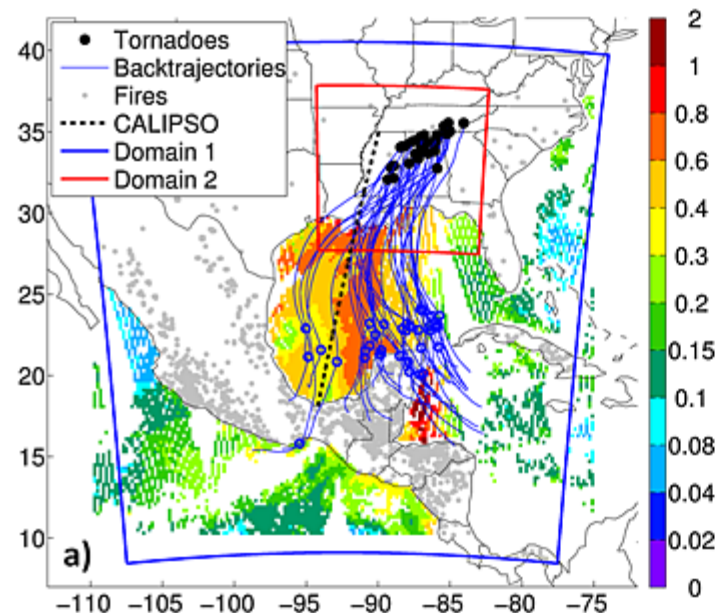 Tornadoes
Backtrajectories
Fires
CALIPSO
Domain 1
Domain 2
40
35
30
25
20
15
10
a)
−110 −105 −100 −95 −90 −85 −80 −75
2
1
0.8
0.6
0.4
0.3
0.2
0.15
0.1
0.08
0.04
0.02
0